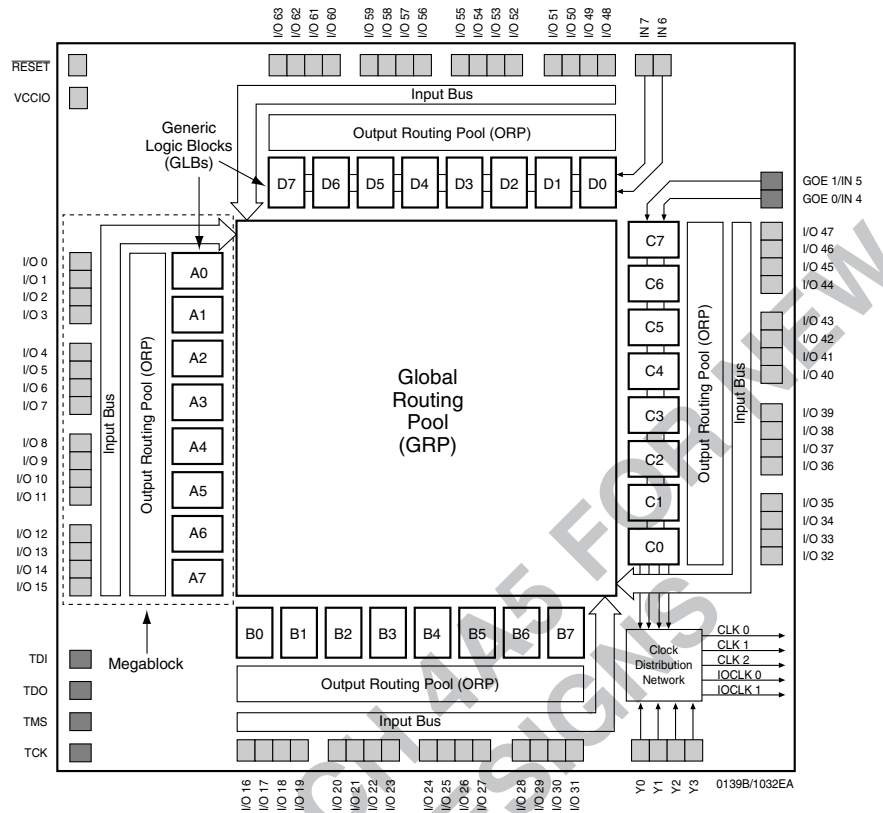 I/O 63
I/O 62
I/O 61
I/O 60
I/O 59
I/O 58
I/O 57
I/O 56
I/O 55
I/O 54
I/O 53
I/O 52
I/O 51
I/O 50
I/O 49
I/O 48
IN 7
IN 6
RESET
VCCIO
Input Bus
Output Routing Pool (ORP)
Generic
Logic Blocks
(GLBs)
D7
D6
D5
D4
D3
D2
D1
D0
GOE 1/IN 5
GOE 0/IN 4
I/O 0
I/O 1
I/O 2
I/O 3
I/O 4
I/O 5
I/O 6
I/O 7
I/O 8
I/O 9
I/O 10
I/O 11
I/O 12
I/O 13
I/O 14
I/O 15
Input Bus
Output Routing Pool (ORP)
A0
A1
A2
A3
A4
A5
A6
A7
Global
Routing
Pool
(GRP)
C7
C6
C5
C4
C3
C2
C1
C0
Output Routing Pool (ORP)
Input Bus
I/O 47
I/O 46
I/O 45
I/O 44
I/O 43
I/O 42
I/O 41
I/O 40
I/O 39
I/O 38
I/O 37
I/O 36
I/O 35
I/O 34
I/O 33
I/O 32
Megablock
B0
B1
B2
B3
B4
B5
B6
B7
Output Routing Pool (ORP)
Input Bus
Clock
Distribution
Network
CLK 0
CLK 1
CLK 2
IOCLK 0
IOCLK 1
TDI
TDO
TMS
TCK
I/O 16
I/O 17
I/O 18
I/O 19
I/O 20
I/O 21
I/O 22
I/O 23
I/O 24
I/O 25
I/O 26
I/O 27
I/O 28
I/O 29
I/O 30
I/O 31
Y0
Y1
Y2
Y3
0139B/1032EA
CH 4A5 FOR NEW
ESIGNS